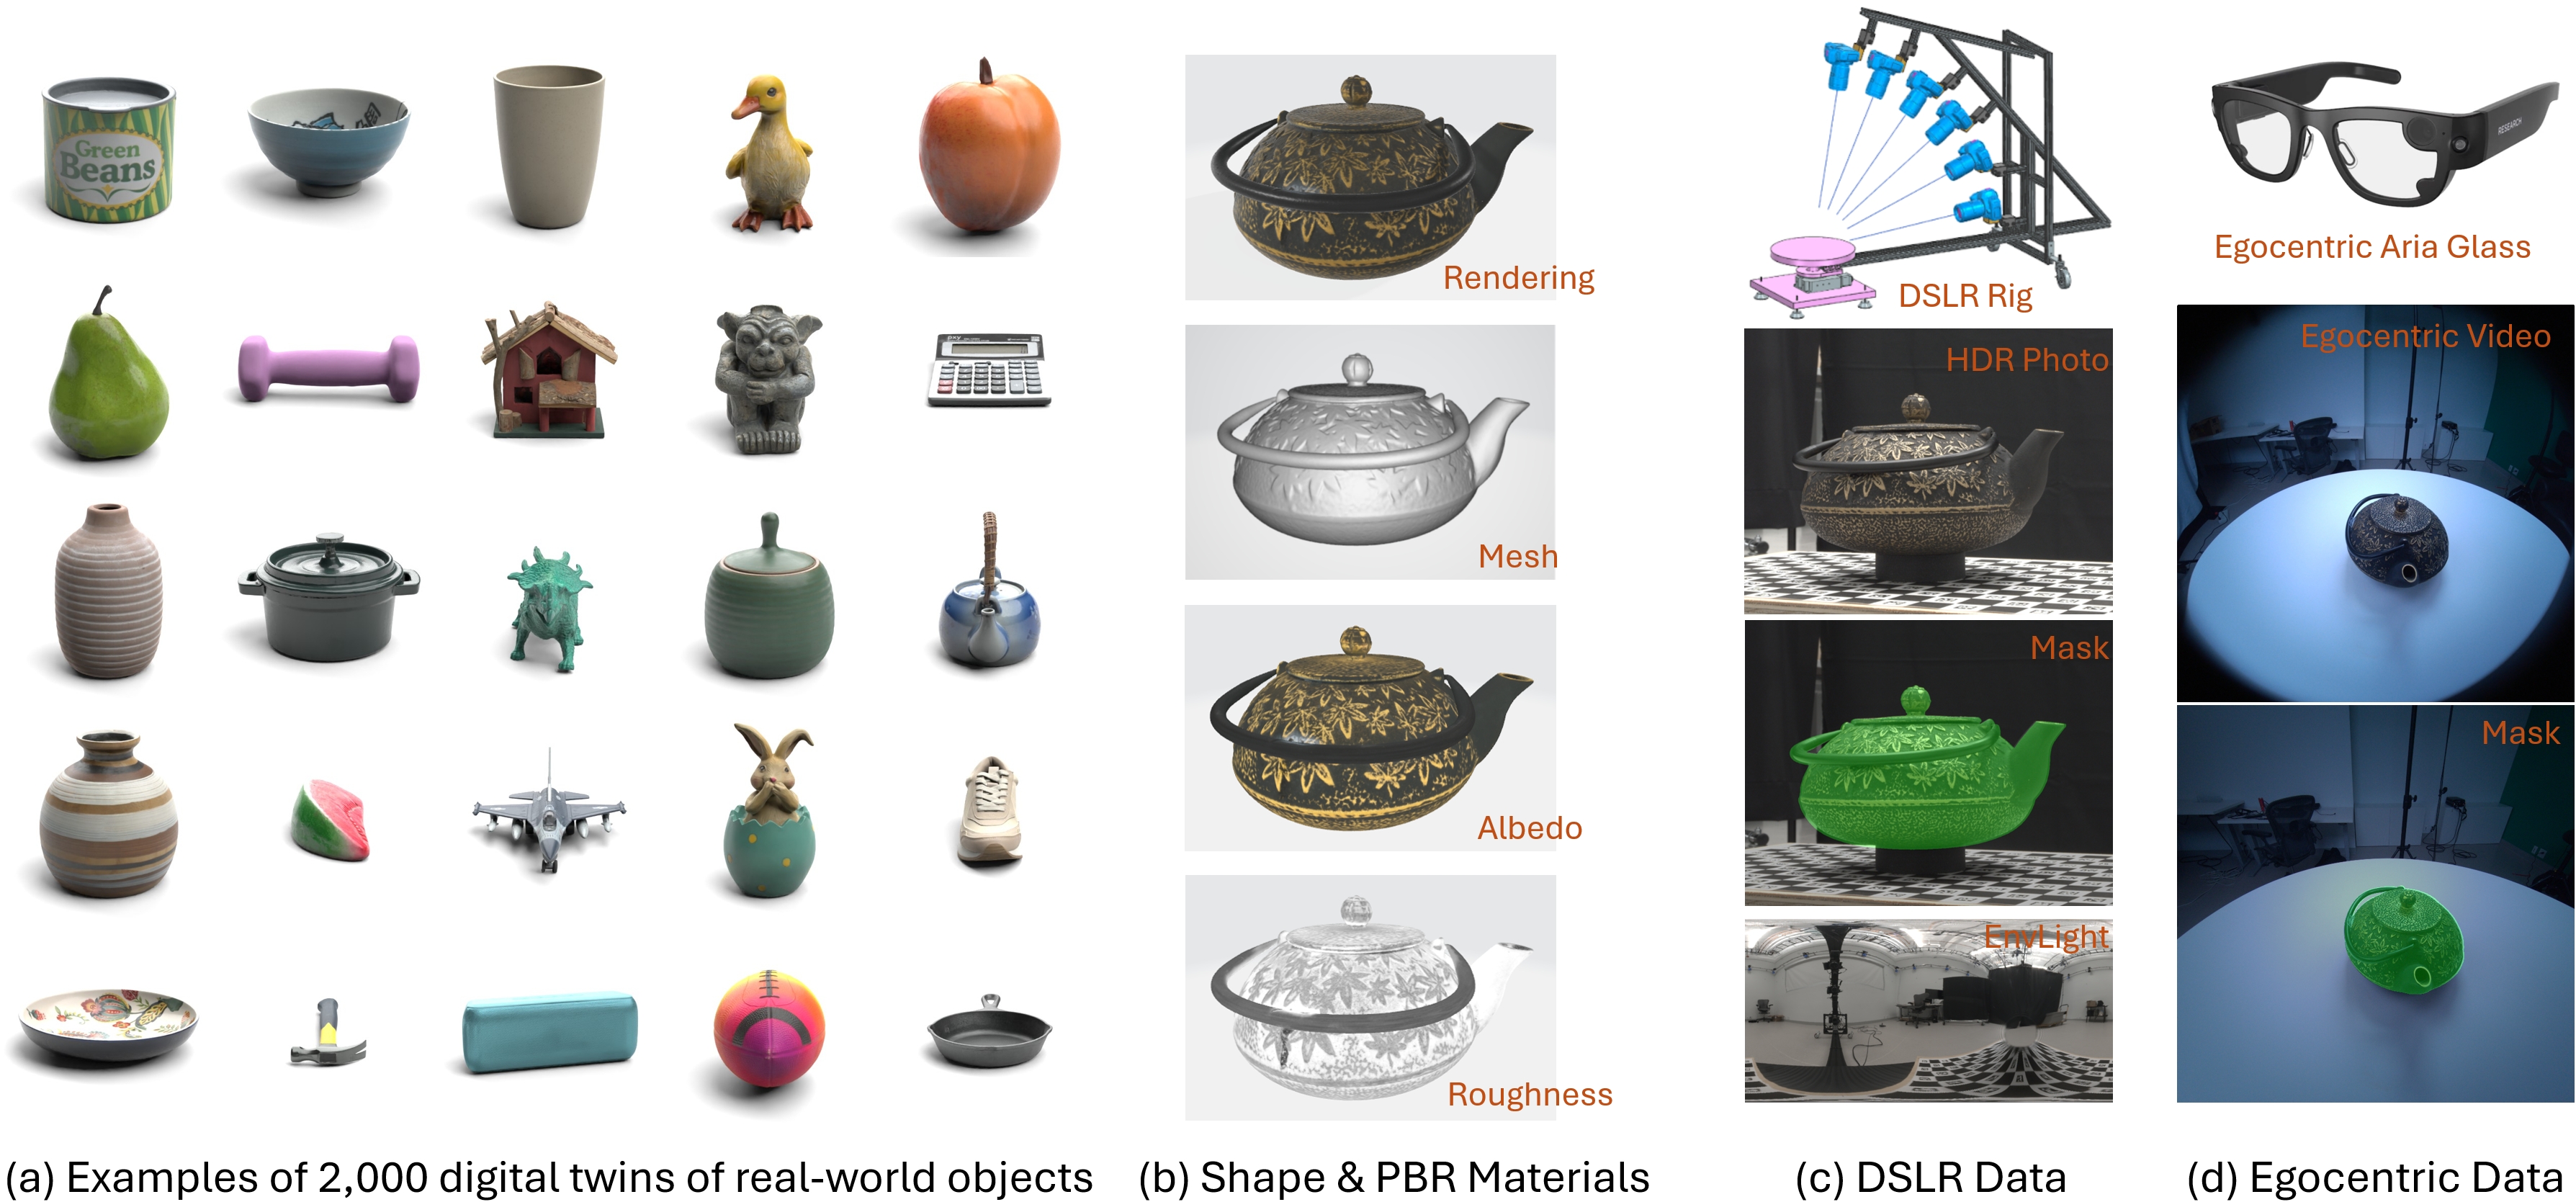 Green
Beans
Rendering
Mesh
Albedo
Roughness
DSLR Rig
HDR Photo
Mask
EnvLight
RESEARCH
Egocentric Aria Glass
Egocentric Video
Mask
(a) Examples of 2,000 digital twins of real-world objects
(b) Shape & PBR Materials
(c) DSLR Data
(d) Egocentric Data